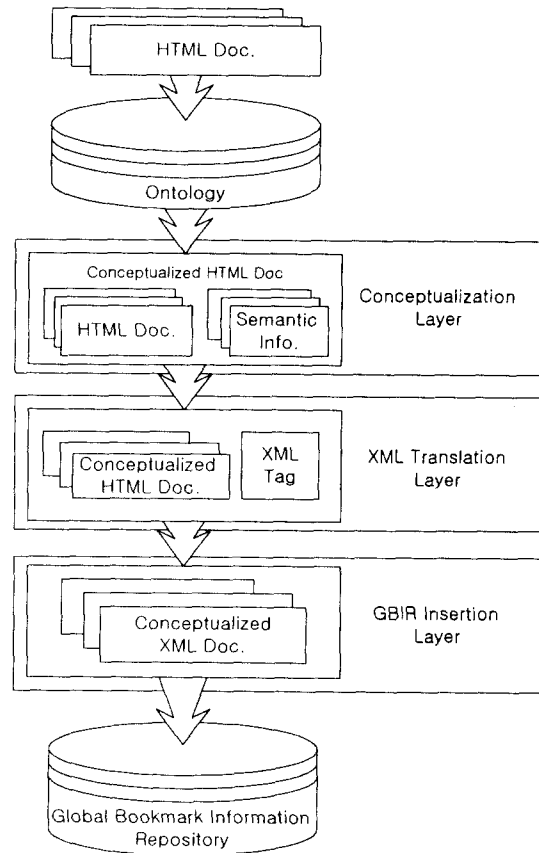 HTML Doc.
Ontology
Conceptualized HTML Doc
HTML Doc.
Semantic
Info.
Conceptualization
Layer
Conceptualized
HTML Doc.
XML
Tag
XML Translation
Layer
Conceptualized
XML Doc.
GBIR Insertion
Layer
Global Bookmark Information
Repository